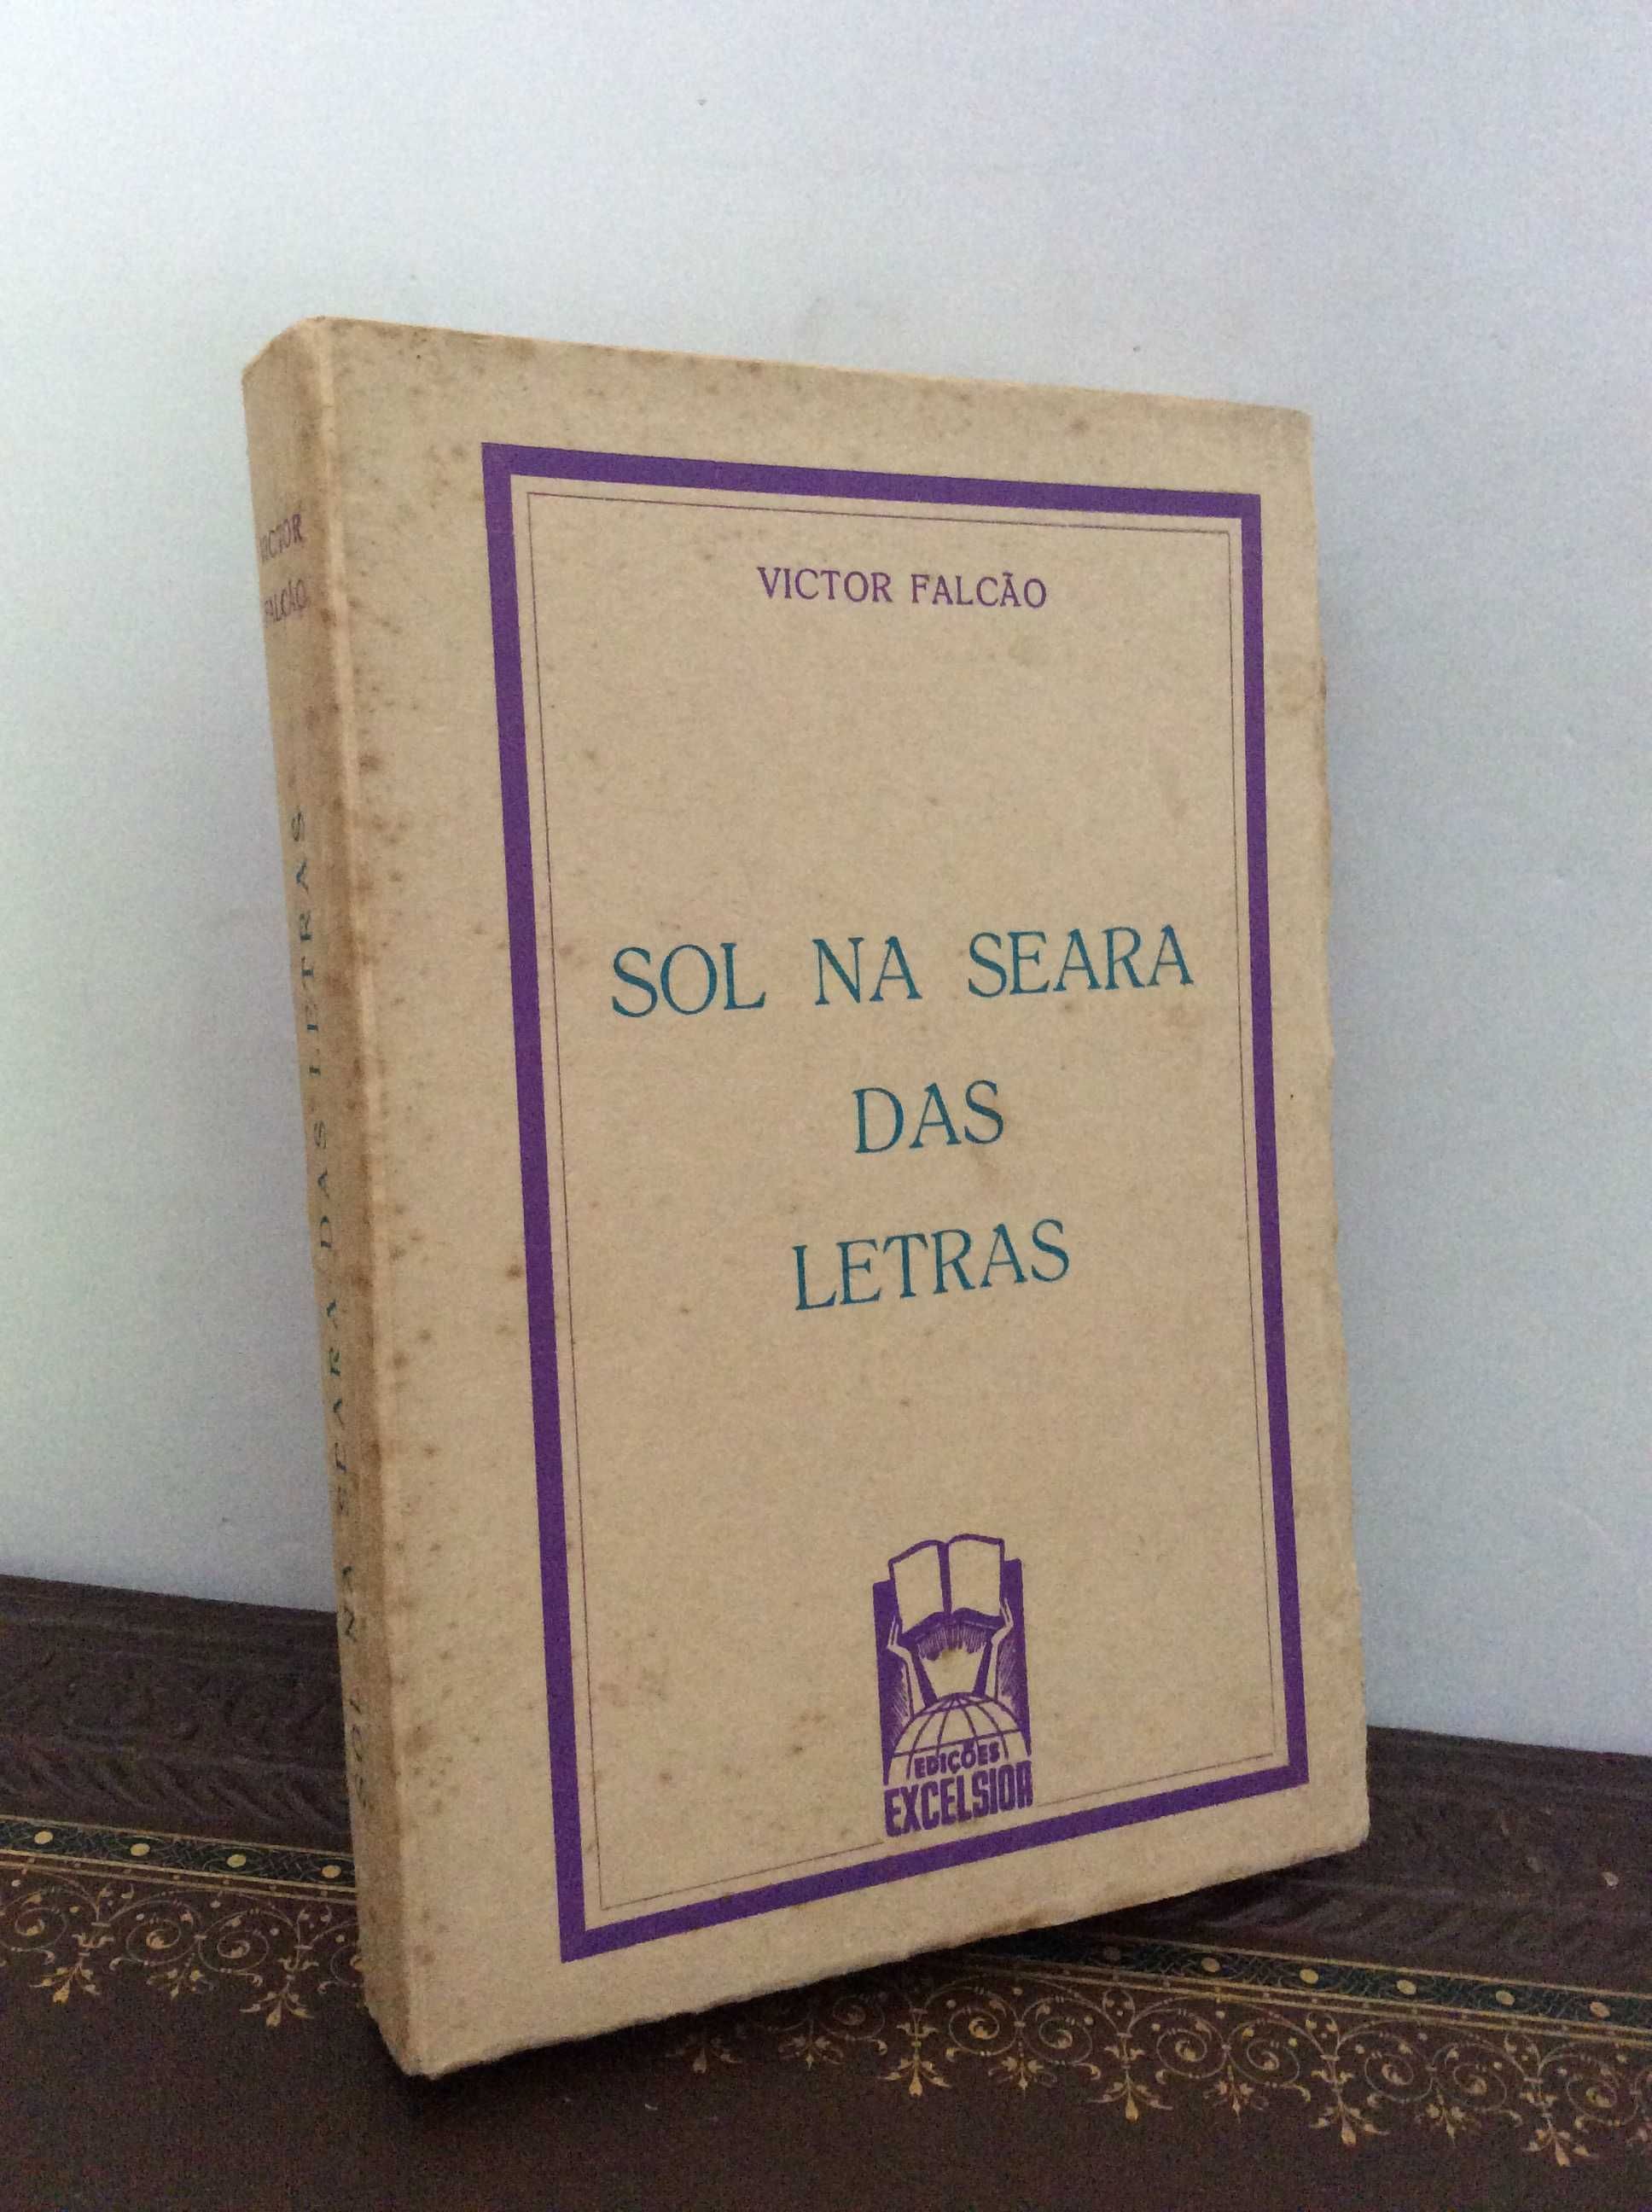 VICTOR FALCÃO
SOL NA SEARA
DAS
LETRAS
EDIÇÕES
EXCELSIOR
VICTOR
FALCÃO
SOL NA SEARA DAS LETRAS